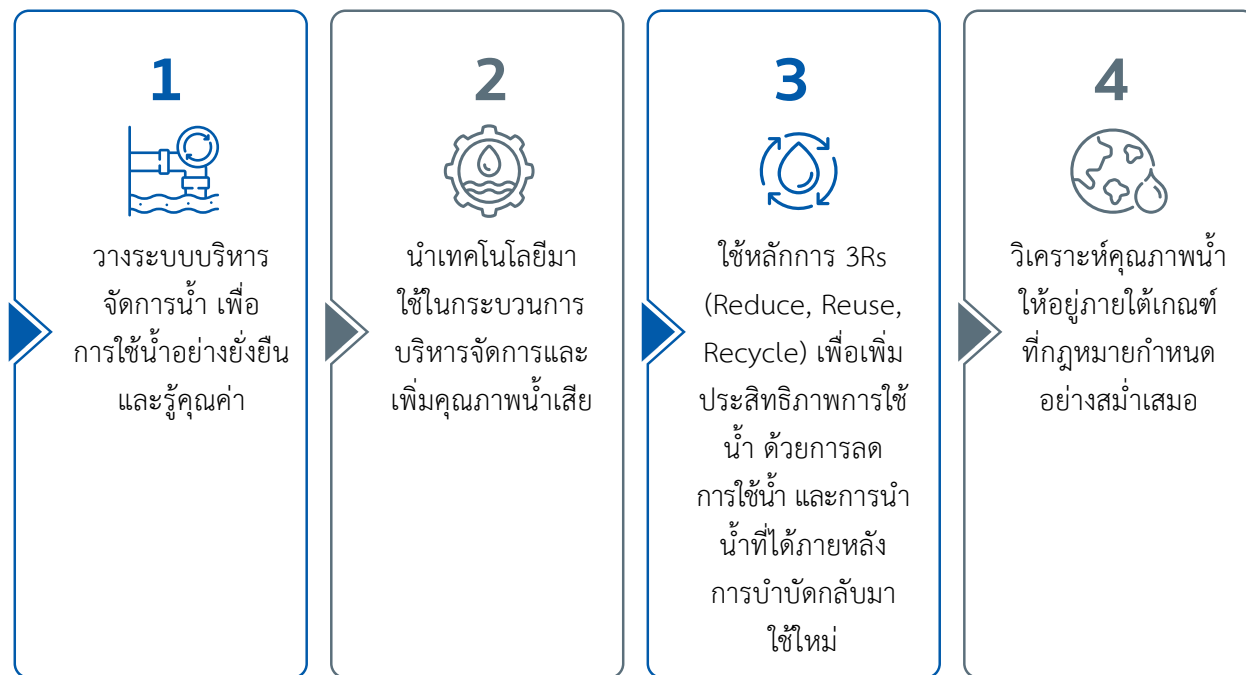 1
วางระบบบริหาร
จัดการน้ำ เพื่อ
การใช้น้ำอย่างยั่งยืน
และรู้คุณค่า
2
นำเทคโนโลยีมา
ใช้ในกระบวนการ
บริหารจัดการและ
เพิ่มคุณภาพน้ำเสีย
3
ใช้หลักการ 3Rs
(Reduce, Reuse,
Recycle) เพื่อเพิ่ม
ประสิทธิภาพการใช้
น้ำ ด้วยการลด
การใช้น้ำ และการนำ
น้ำที่ได้ภายหลัง
การบำบัดกลับมา
ใช้ใหม่
4
วิเคราะห์คุณภาพน้ำ
ให้อยู่ภายใต้เกณฑ์
ที่กฎหมายกำหนด
อย่างสม่ำเสมอ